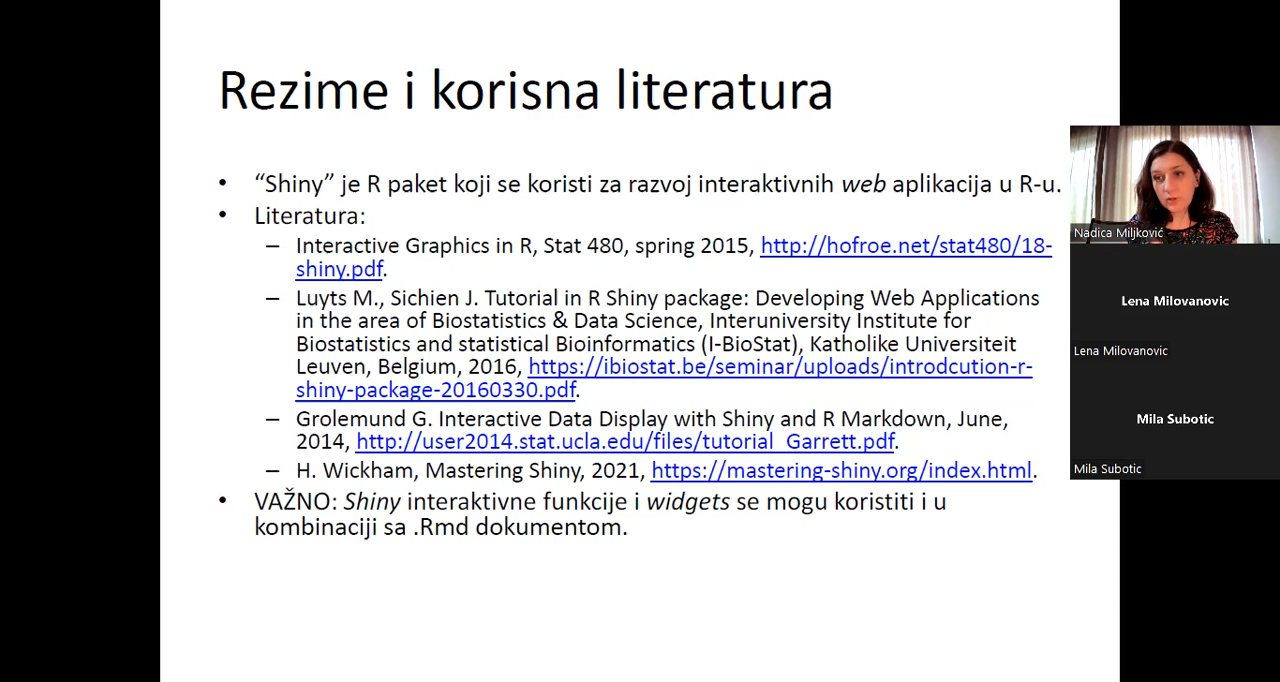 Rezime i korisna literatura
• “Shiny” je R paket koji se koristi za razvoj interaktivnih web aplikacija u R-u.
• Literatura:
– Interactive Graphics in R, Stat 480, spring 2015, http://hofroe.net/stat480/18-
shiny.pdf.
– Luyts M., Sichien J. Tutorial in R Shiny package: Developing Web Applications
in the area of Biostatistics & Data Science, Interuniversity Institute for
Biostatistics and statistical Bioinformatics (I-BioStat), Katholike Universiteit
Leuven, Belgium, 2016, https://ibiostat.be/seminar/uploads/introdcution-r-
shiny-package-20160330.pdf.
– Grolemund G. Interactive Data Display with Shiny and R Markdown, June,
2014, http://user2014.stat.ucla.edu/files/tutorial_Garrett.pdf.
– H. Wickham, Mastering Shiny, 2021, https://mastering-shiny.org/index.html.
• VAŽNO: Shiny interaktivne funkcije i widgets se mogu koristiti i u
kombinaciji sa .Rmd dokumentom.
Nadica Miljković
Lena Milovanovic
Lena Milovanovic
Mila Subotic
Mila Subotic